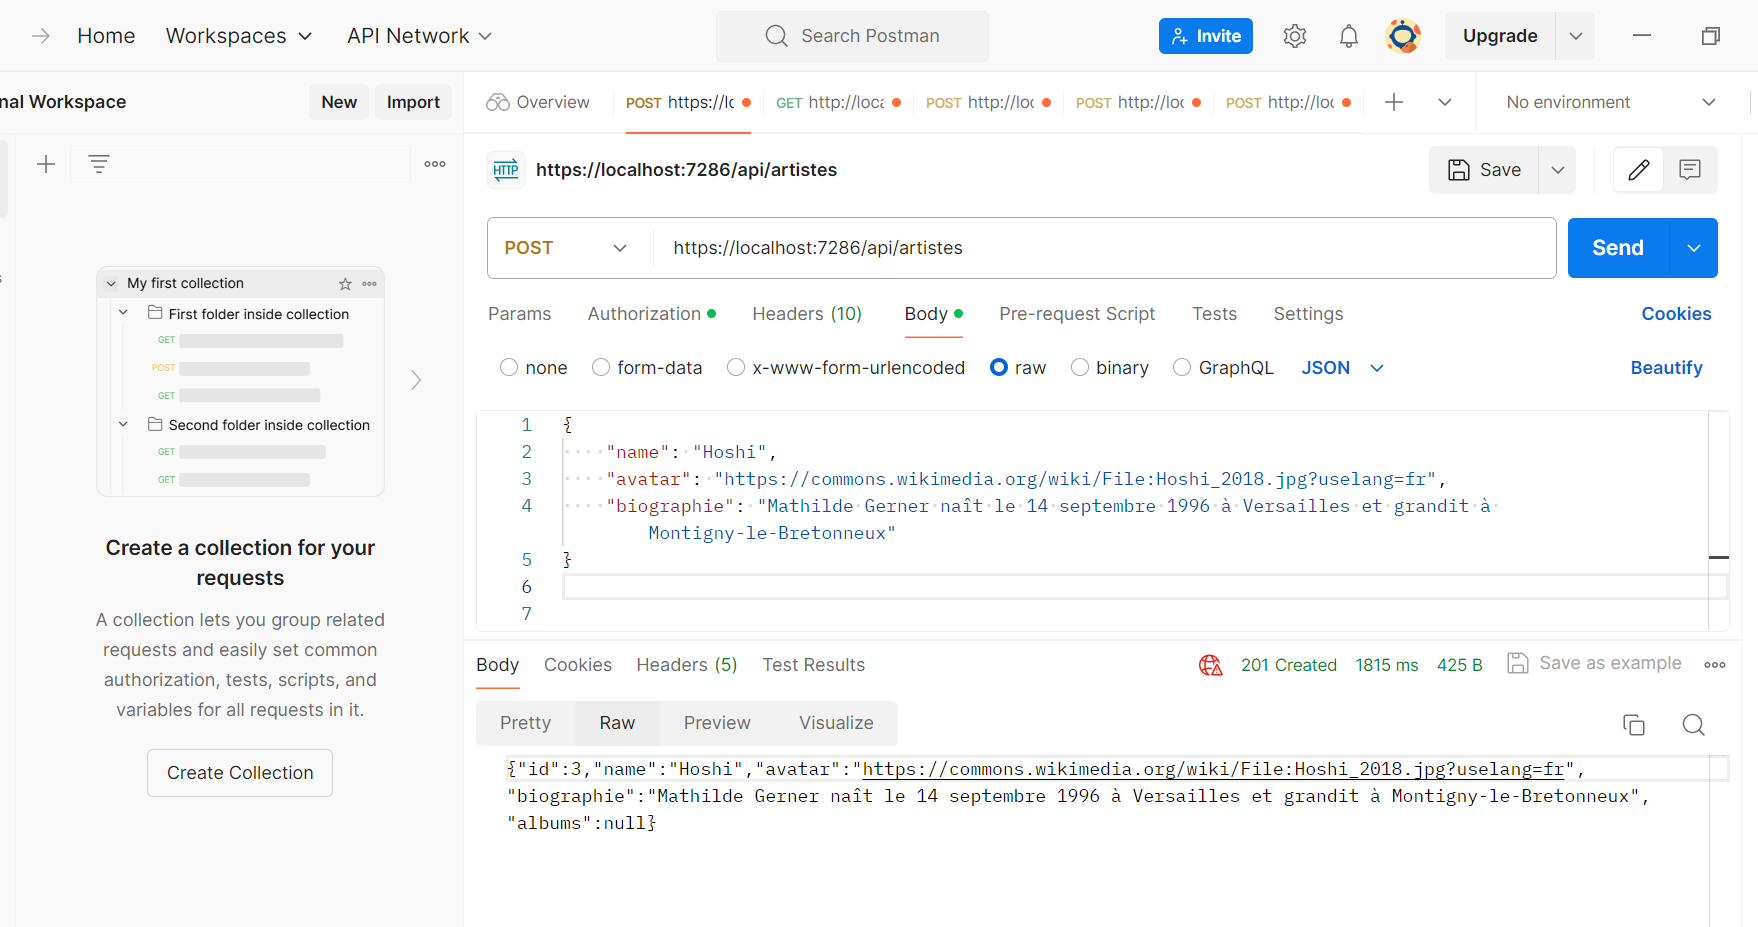 Home Workspaces API Network Search Postman Invite Upgrade
nal Workspace New Import Overview POST https://lo GET http://loca POST http://loc POST http://loc POST http://loc No environment
HTTP https://localhost:7286/api/artistes Save
POST https://localhost:7286/api/artistes Send
Params Authorization Headers (10) Body Pre-request Script Tests Settings Cookies
none form-data x-www-form-urlencoded raw binary GraphQL JSON Beautify
1 {
2 "name": "Hoshi",
3 "avatar": "https://commons.wikimedia.org/wiki/File:Hoshi_2018.jpg?uselang=fr",
4 "biographie": "Mathilde Gerner naît le 14 septembre 1996 à Versailles et grandit à
Montigny-le-Bretonneux"
5 }
6
7
My first collection
First folder inside collection
GET
POST
GET
Second folder inside collection
GET
GET
Create a collection for your
requests
A collection lets you group related
requests and easily set common
authorization, tests, scripts, and
variables for all requests in it.
Create Collection
Body Cookies Headers (5) Test Results 201 Created 1815 ms 425 B Save as example
Pretty Raw Preview Visualize
{"id":3,"name":"Hoshi","avatar":"https://commons.wikimedia.org/wiki/File:Hoshi_2018.jpg?uselang=fr",
"biographie":"Mathilde Gerner naît le 14 septembre 1996 à Versailles et grandit à Montigny-le-Bretonneux",
"albums":null}